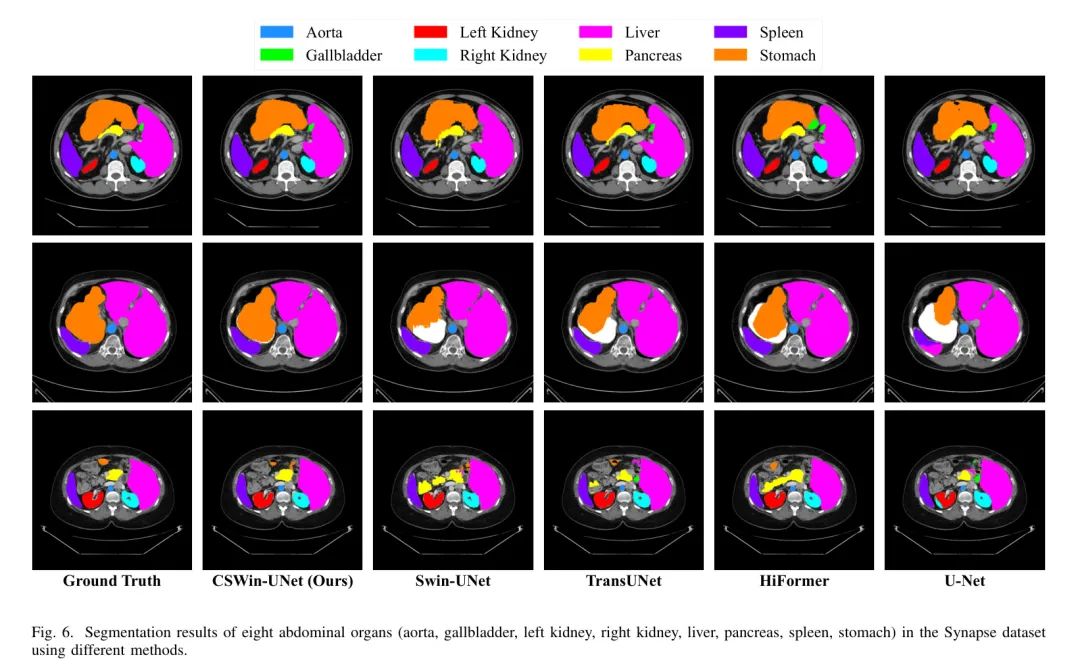 Aorta Left Kidney Liver Spleen
Gallbladder Right Kidney Pancreas Stomach
Ground Truth CSWin-UNet (Ours) Swin-UNet TransUNet HiFormer U-Net
Fig. 6. Segmentation results of eight abdominal organs (aorta, gallbladder, left kidney, right kidney, liver, pancreas, spleen, stomach) in the Synapse dataset
using different methods.